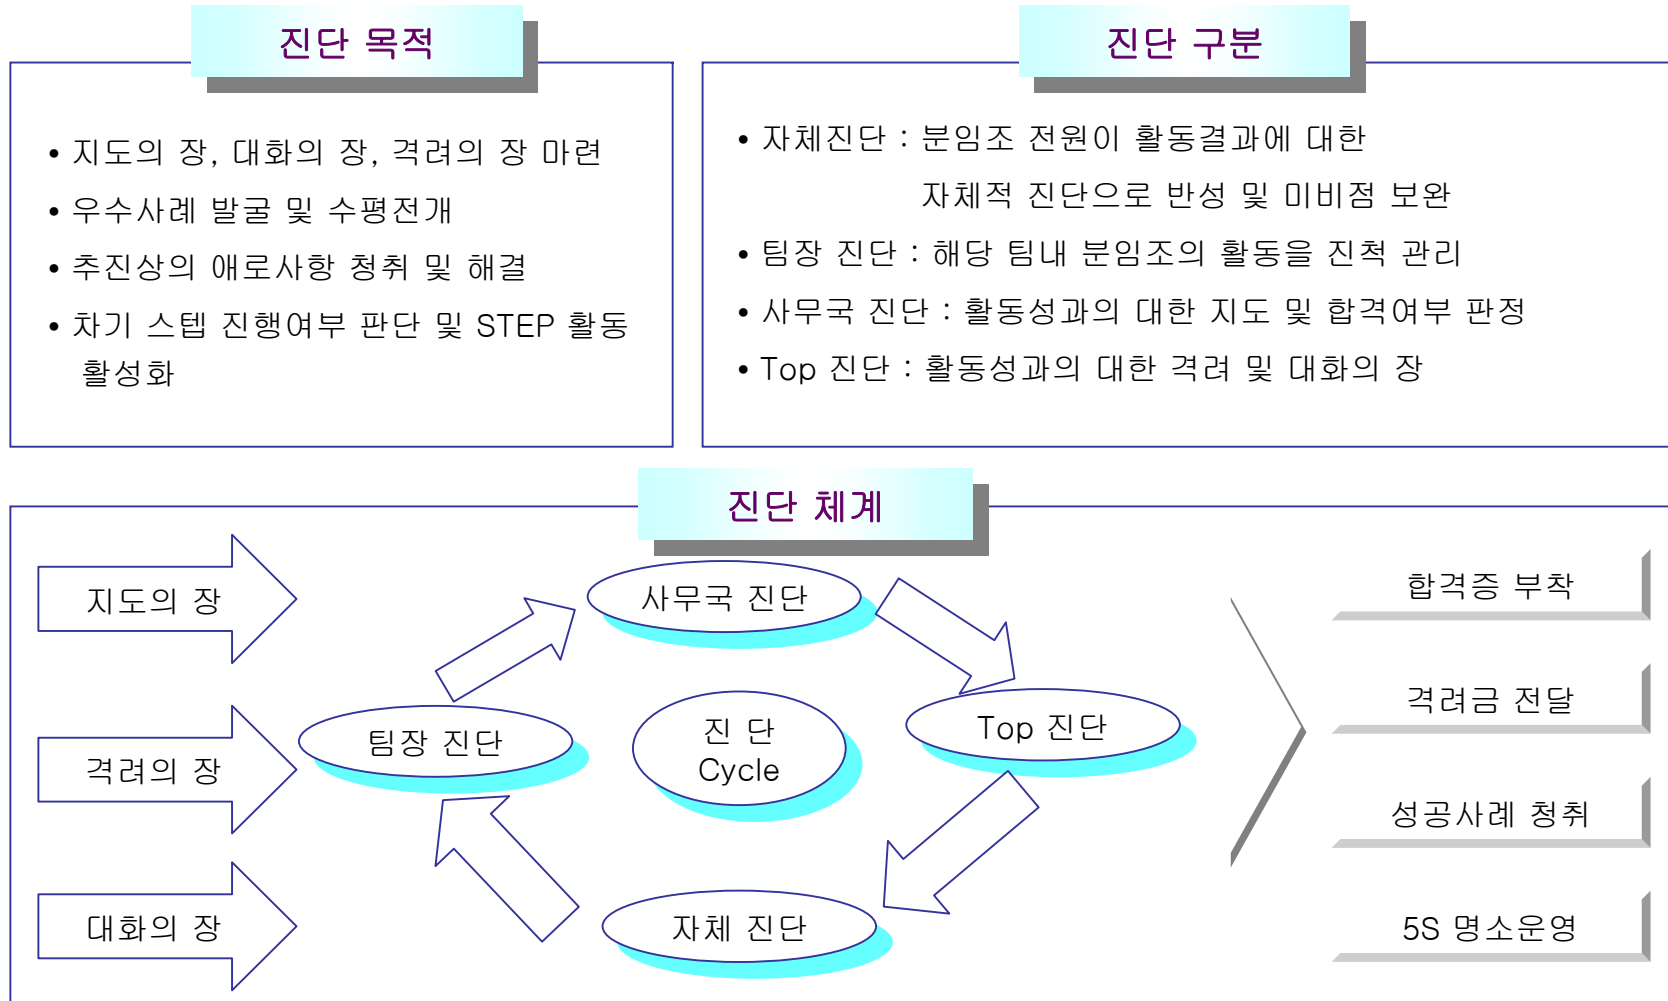 진단 목적
• 지도의 장, 대화의 장, 격려의 장 마련
• 우수사례 발굴 및 수평전개
• 추진상의 애로사항 청취 및 해결
• 차기 스텝 진행여부 판단 및 STEP 활동
활성화
진단 구분
• 자체진단 : 분임조 전원이 활동결과에 대한
자체적 진단으로 반성 및 미비점 보완
• 팀장 진단 : 해당 팀내 분임조의 활동을 진척 관리
• 사무국 진단 : 활동성과의 대한 지도 및 합격여부 판정
• Top 진단 : 활동성과의 대한 격려 및 대화의 장
진단 체계
지도의 장
격려의 장
대화의 장
사무국 진단
팀장 진단
진 단
Cycle
Top 진단
자체 진단
합격증 부착
격려금 전달
성공사례 청취
5S 명소운영